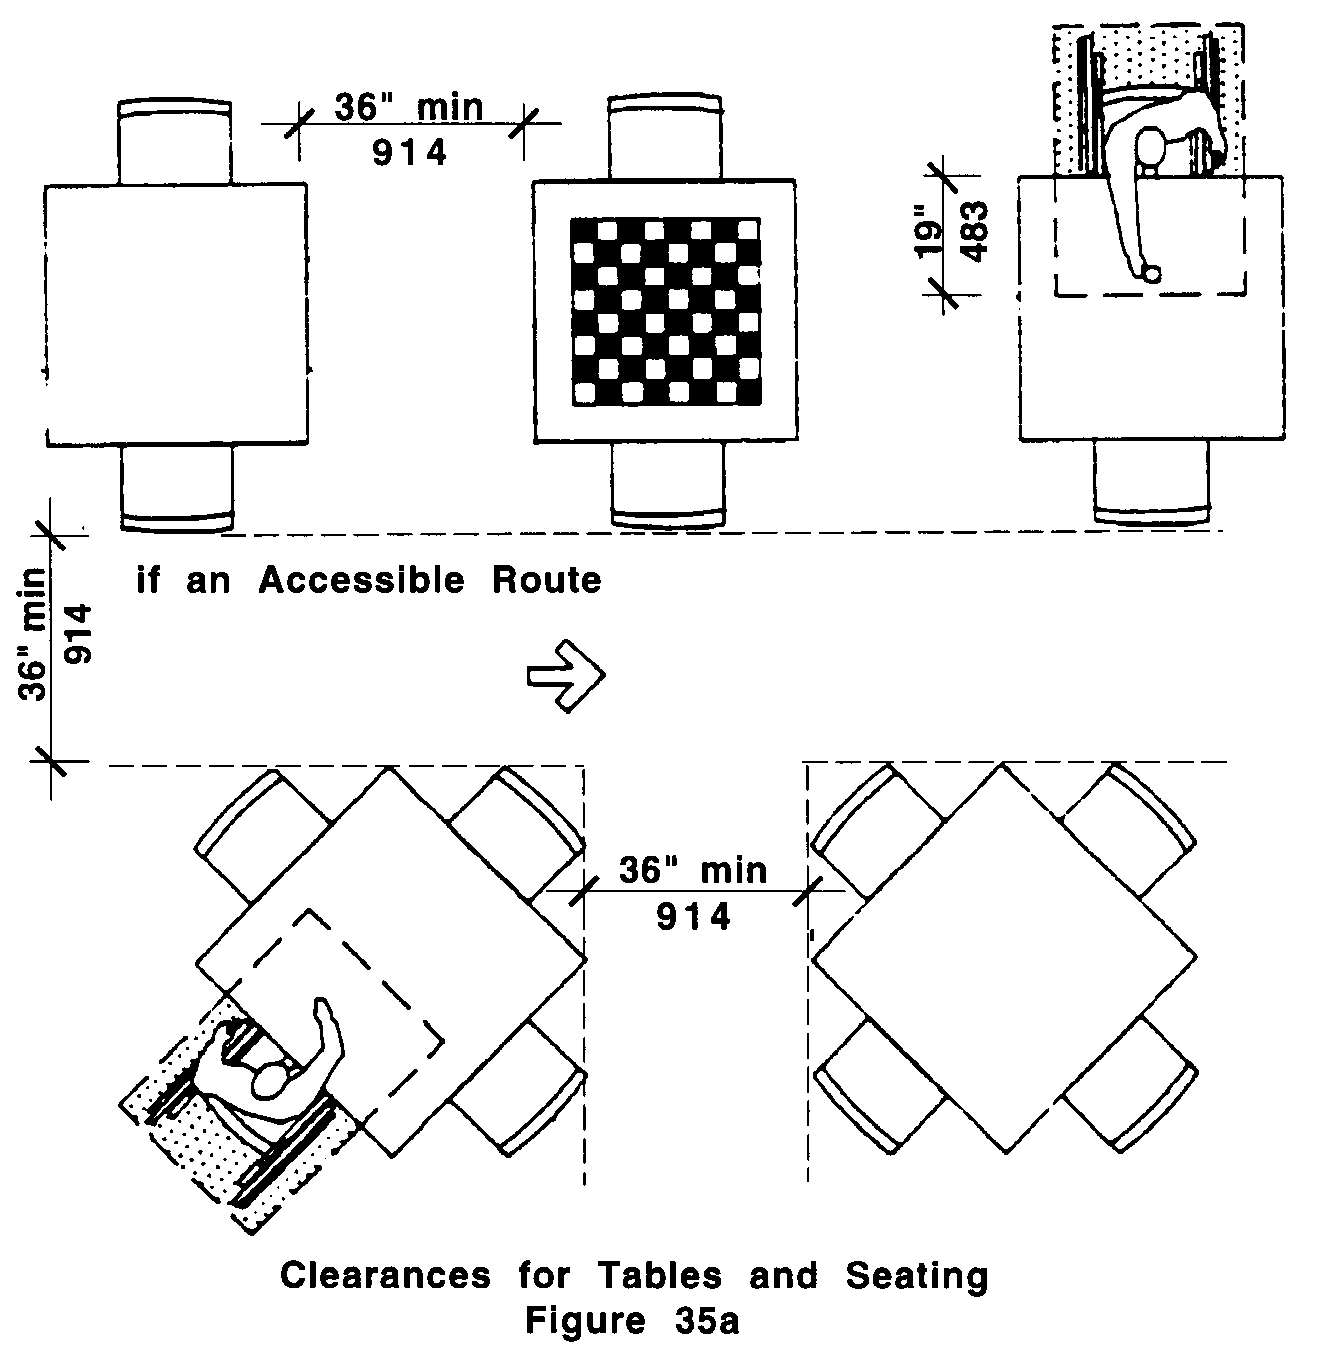 36" min
914
19"
483
if an Accessible Route
36" min
914
36" min
914
Clearances for Tables and Seating
Figure 35a